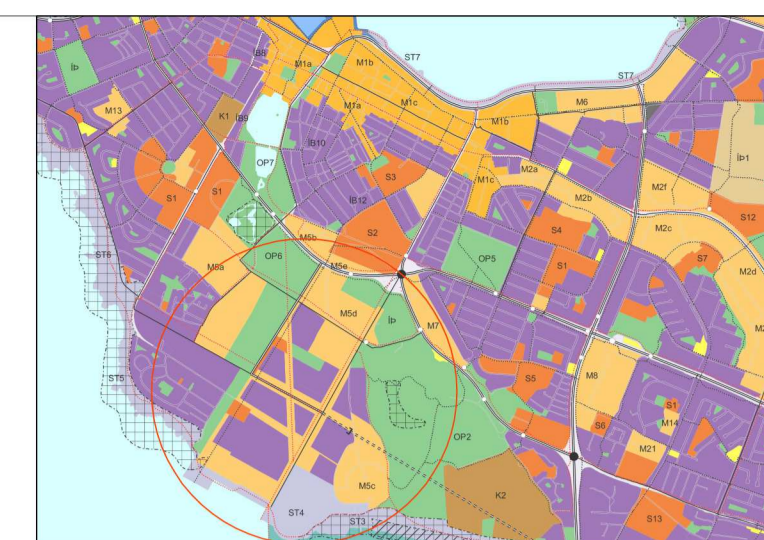 ST7
ÍB8
M1a
M1b
ÍÞ
ST7
M1a
M1c
M6
M13
K1
ÍB9
M1b
ÍB10
ÍÞ1
OP7
S3
M2a
M1c
M2f
S1
S1
ÍB12
M2b
S12
S4
M2c
M5b
S2
ST6
OP6
OP5
S7
M5a
M5e
S1
M2d
M5d
ÍÞ
M7
ST5
M8
S5
S1
M14
S6
OP2
M21
M5c
K2
ST4
ST3
S13